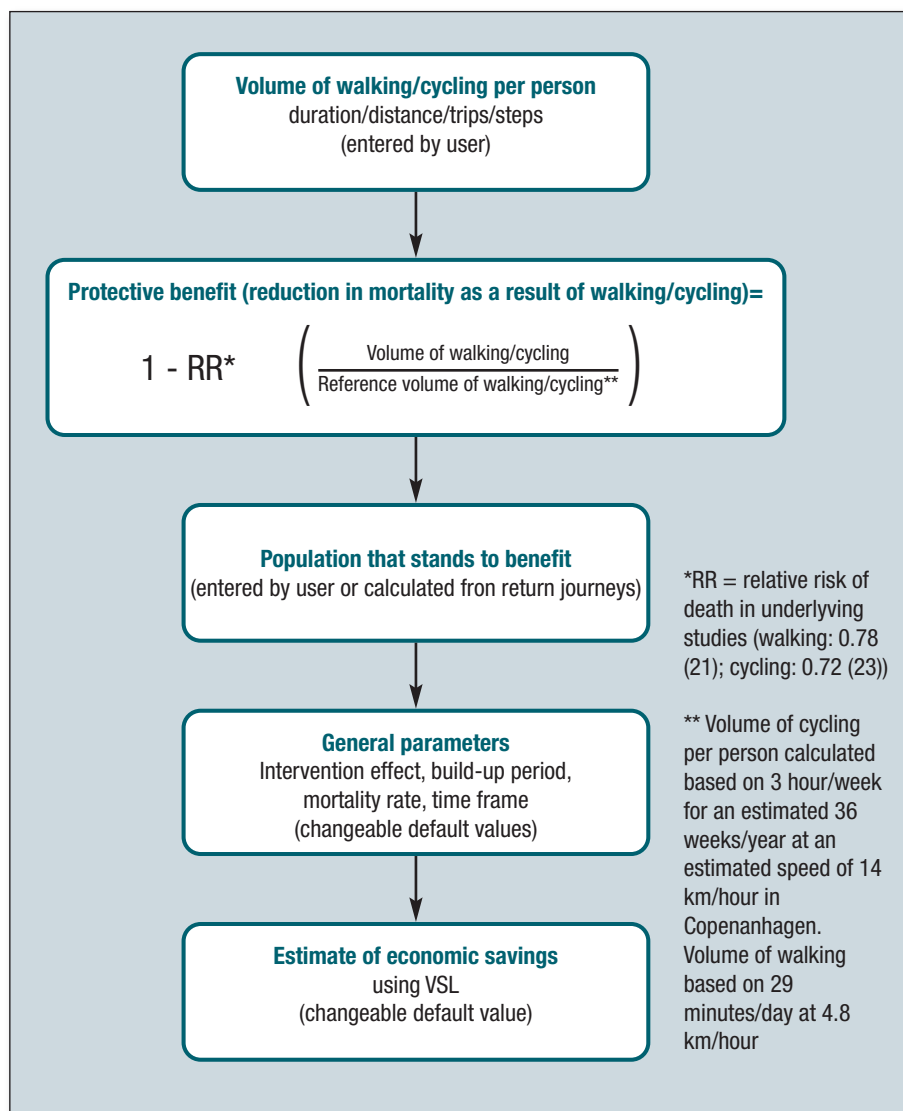 Volume of walking/cycling per person
duration/distance/trips/steps
(entered by user)
Protective benefit (reduction in mortality as a result of walking/cycling)=
1 - RR*
Volume of walking/cycling
Reference volume of walking/cycling**
Population that stands to benefit
(entered by user or calculated fron return journeys)
General parameters
Intervention effect, build-up period,
mortality rate, time frame
(changeable default values)
Estimate of economic savings
using VSL
(changeable default value)
*RR = relative risk of
death in underlyving
studies (walking: 0.78
(21); cycling: 0.72 (23))
** Volume of cycling
per person calculated
based on 3 hour/week
for an estimated 36
weeks/year at an
estimated speed of 14
km/hour in
Copenanhagen.
Volume of walking
based on 29
minutes/day at 4.8
km/hour